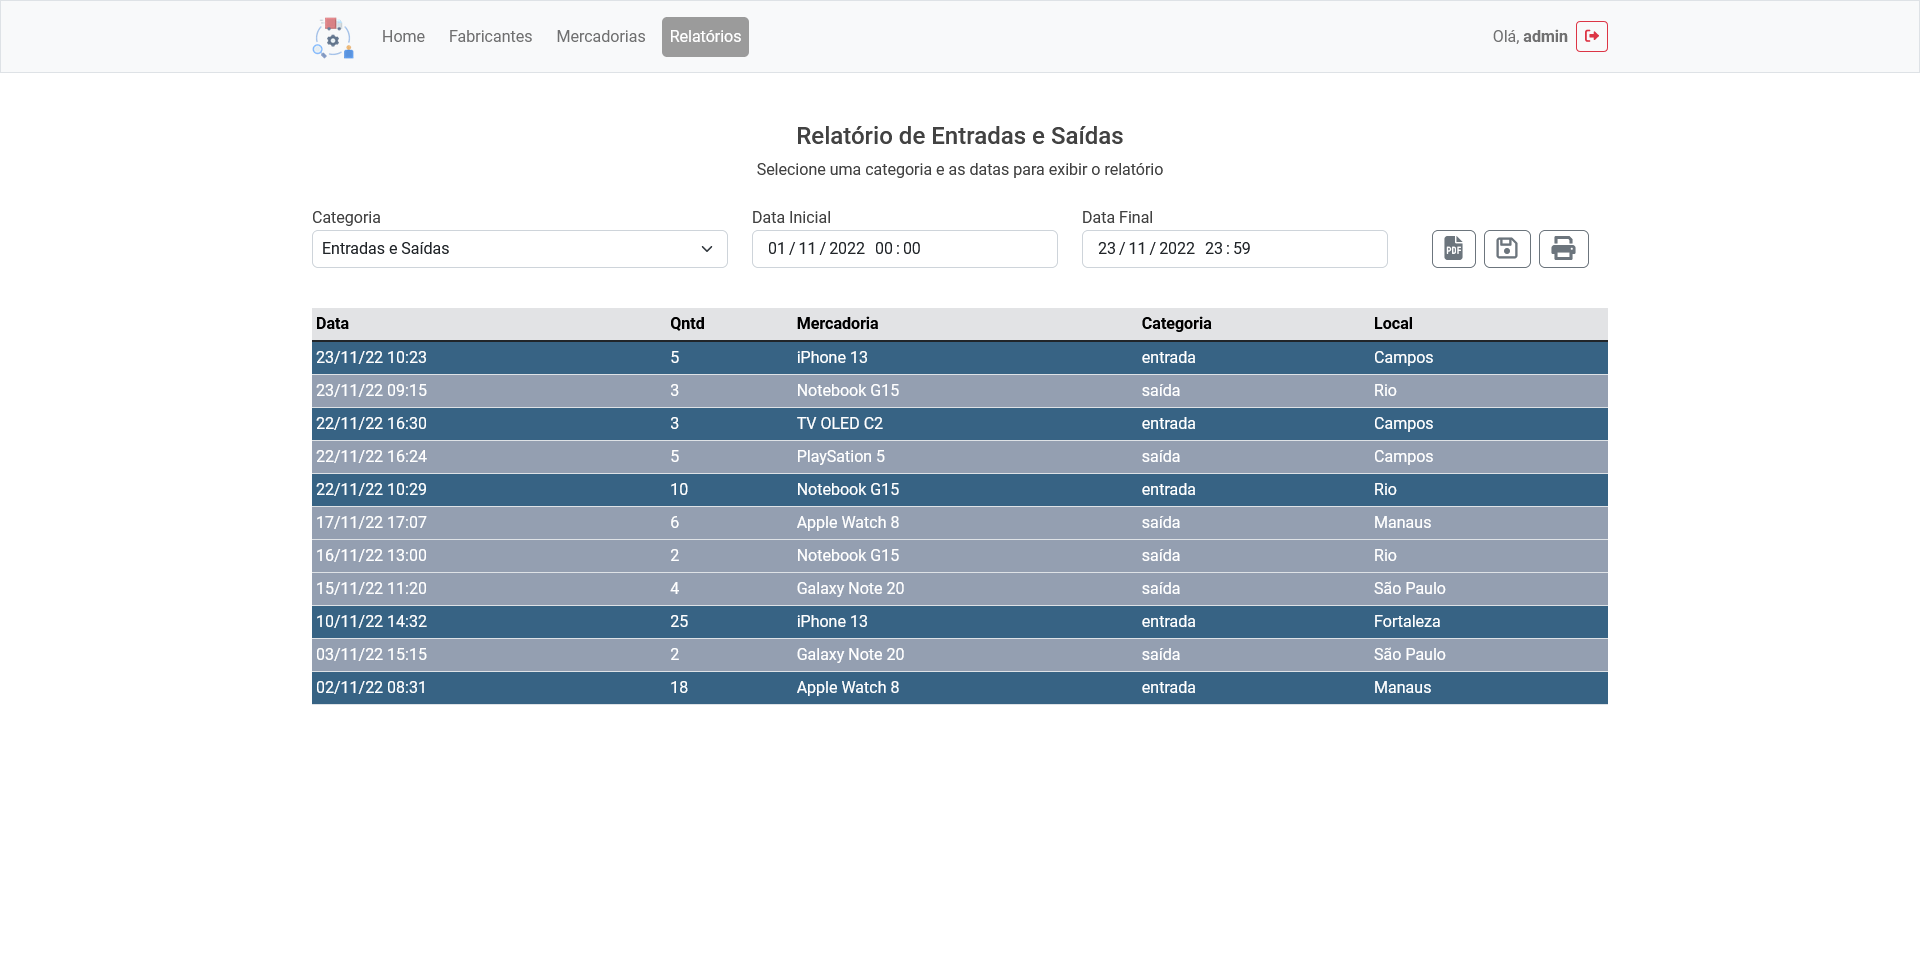 Home Fabricantes Mercadorias Relatórios Olá, admin
Relatório de Entradas e Saídas
Selecione uma categoria e as datas para exibir o relatório
Categoria Data Inicial Data Final
Entradas e Saídas 01/11/2022 00:00 23/11/2022 23:59 PDF
Data Qntd Mercadoria Categoria Local
23/11/22 10:23 5 iPhone 13 entrada Campos
23/11/22 09:15 3 Notebook G15 saída Rio
22/11/22 16:30 3 TV OLED C2 entrada Campos
22/11/22 16:24 5 PlaySation 5 saída Campos
22/11/22 10:29 10 Notebook G15 entrada Rio
17/11/22 17:07 6 Apple Watch 8 saída Manaus
16/11/22 13:00 2 Notebook G15 saída Rio
15/11/22 11:20 4 Galaxy Note 20 saída São Paulo
10/11/22 14:32 25 iPhone 13 entrada Fortaleza
03/11/22 15:15 2 Galaxy Note 20 saída São Paulo
02/11/22 08:31 18 Apple Watch 8 entrada Manaus